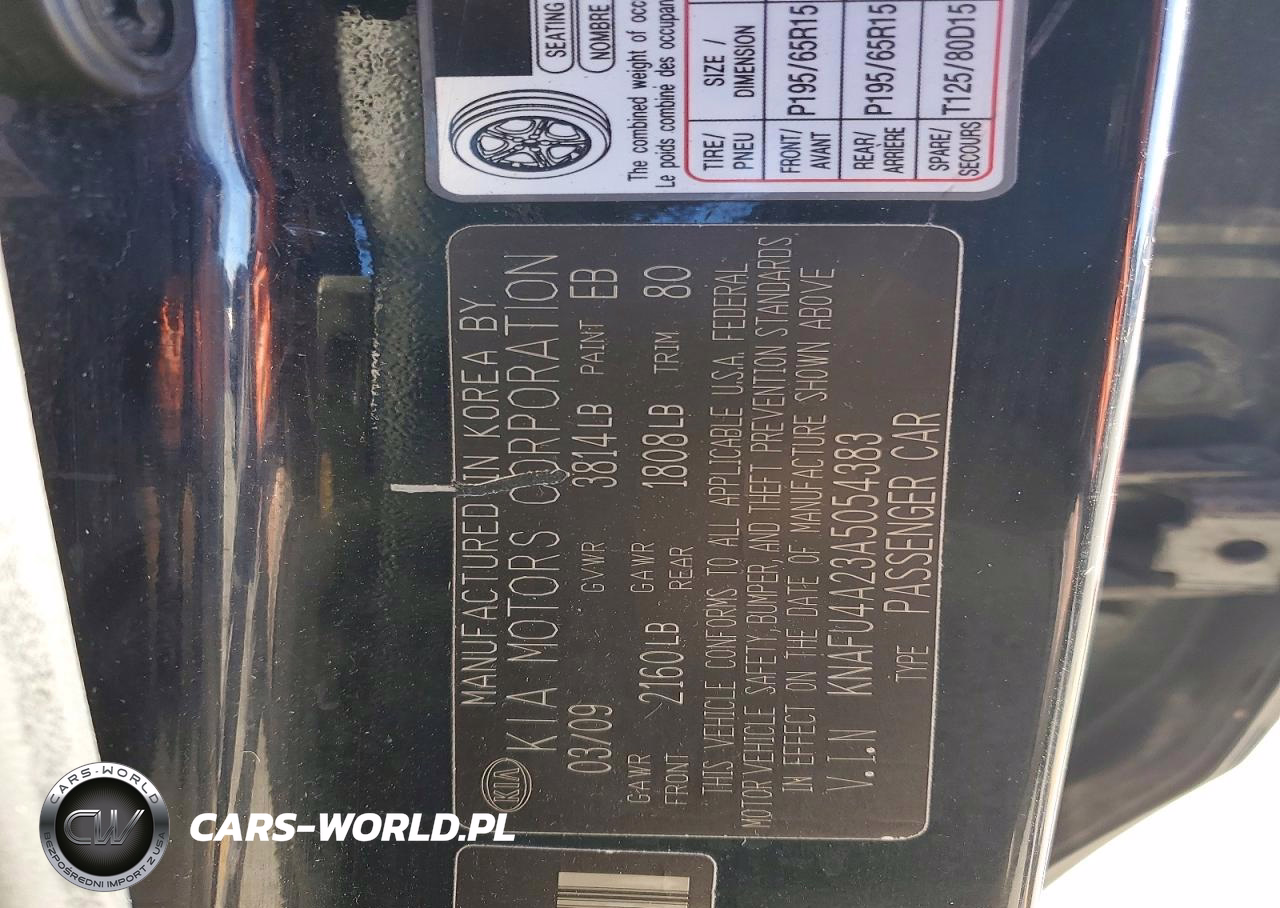 SEATING
NOMBRE
The combined weight of occ
Le poids combiné des occupan
TIRE/ PNEU SIZE / DIMENSION
FRONT/ AVANT P195/65R15
REAR/ ARRIÈRE P195/65R15
SPARE/ SECOURS T125/80D15
MANUFACTURED IN KOREA BY
KIA KIA MOTORS CORPORATION
03/09 GVWR 3814LB PAINT EB
GAWR FRONT 2160LB GAWR REAR 1808LB TRIM 80
THIS VEHICLE CONFORMS TO ALL APPLICABLE U.S.A. FEDERAL
MOTOR VEHICLE SAFETY, BUMPER, AND THEFT PREVENTION STANDARDS
IN EFFECT ON THE DATE OF MANUFACTURE SHOWN ABOVE
V.I.N KNAFU4A23A5054383
TYPE PASSENGER CAR
CARS-WORLD
CW
BEZPOŚREDNI IMPORT Z USA
CARS-WORLD.PL